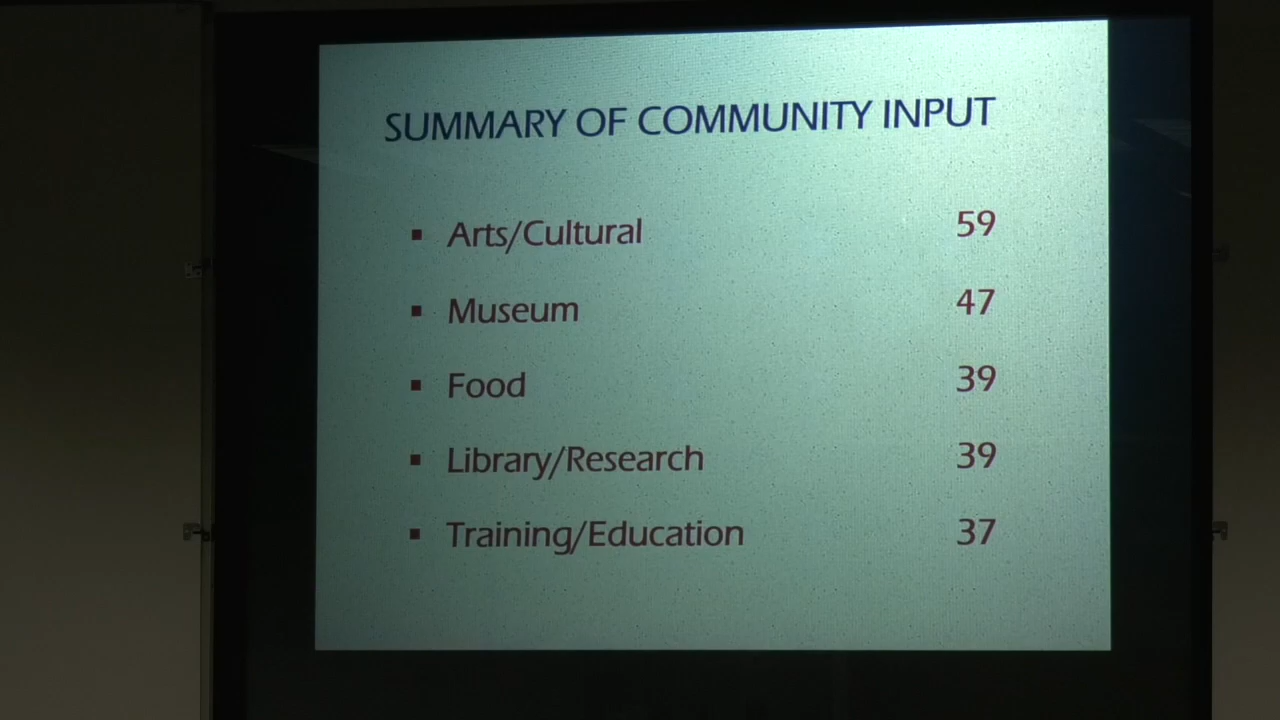 SUMMARY OF COMMUNITY INPUT
▪ Arts/Cultural 59
▪ Museum 47
▪ Food 39
▪ Library/Research 39
▪ Training/Education 37